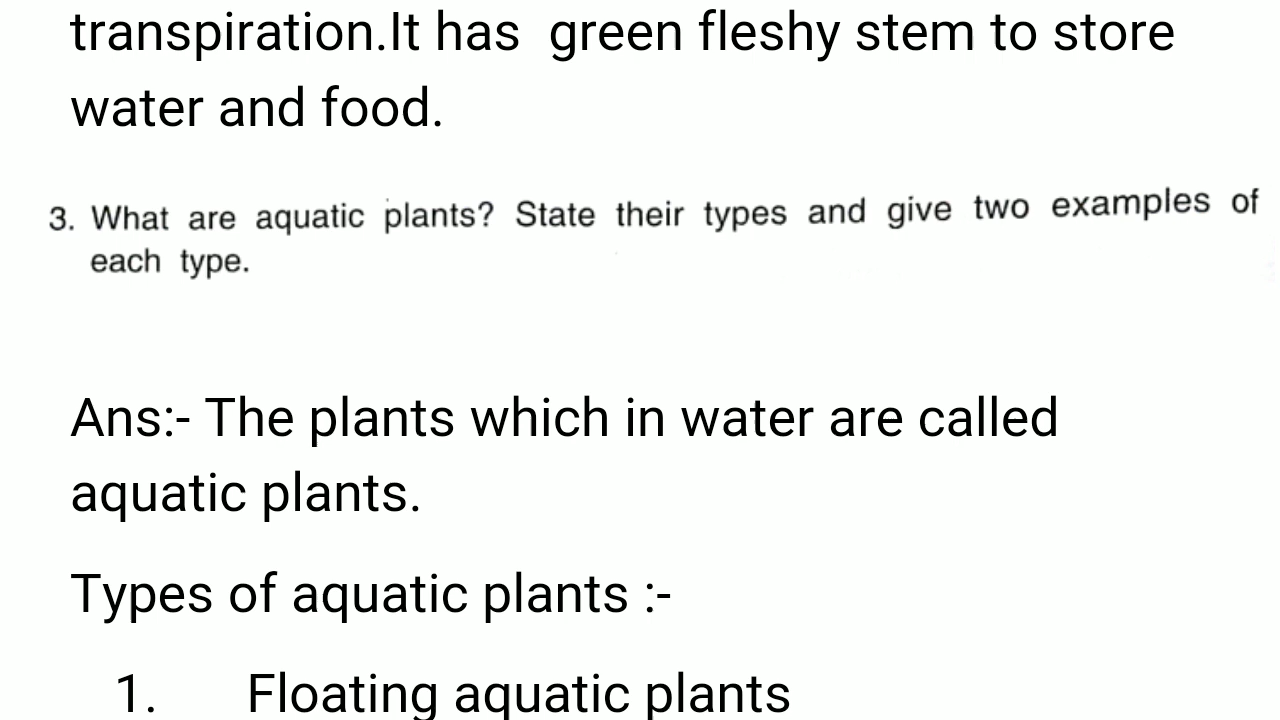 transpiration.It has  green fleshy stem to store
water and food.
3. What are aquatic plants? State their types and give two examples of
each type.
Ans:- The plants which in water are called
aquatic plants.
Types of aquatic plants :-
1. Floating aquatic plants